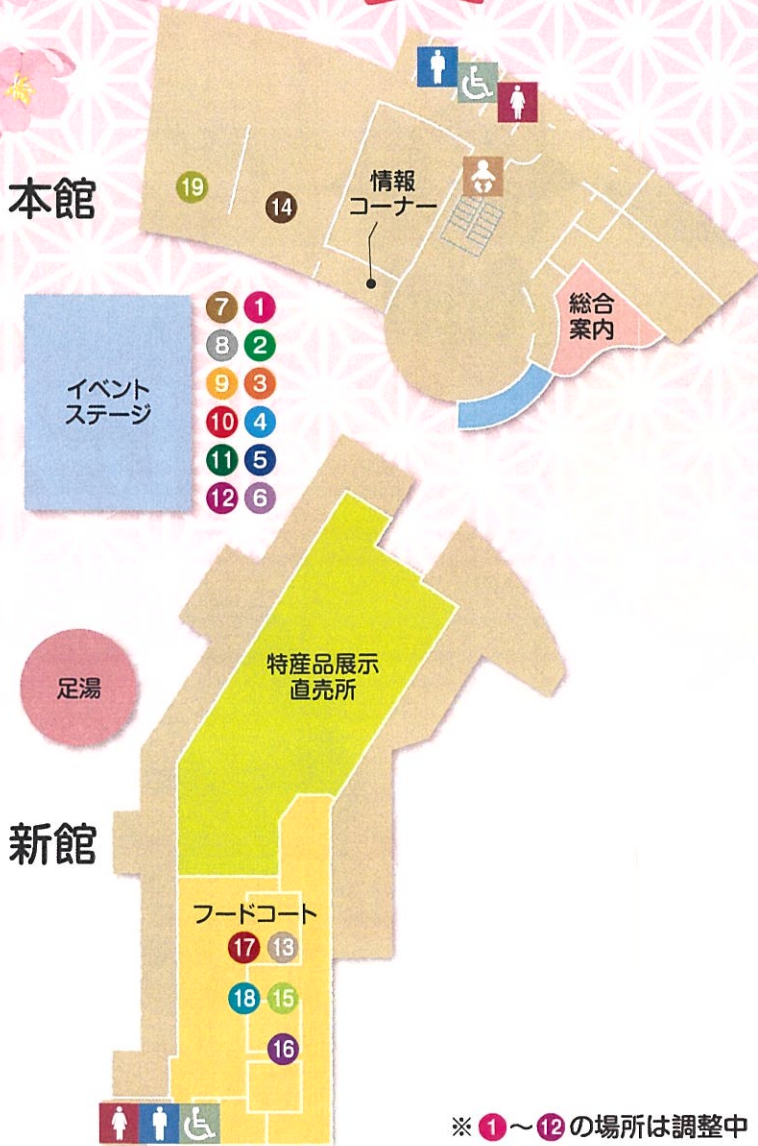 本館
19
14
情報
コーナー
総合
案内
イベント
ステージ
7 1
8 2
9 3
10 4
11 5
12 6
足湯
特産品展示
直売所
新館
フードコート
17 13
18 15
16
※1～12の場所は調整中